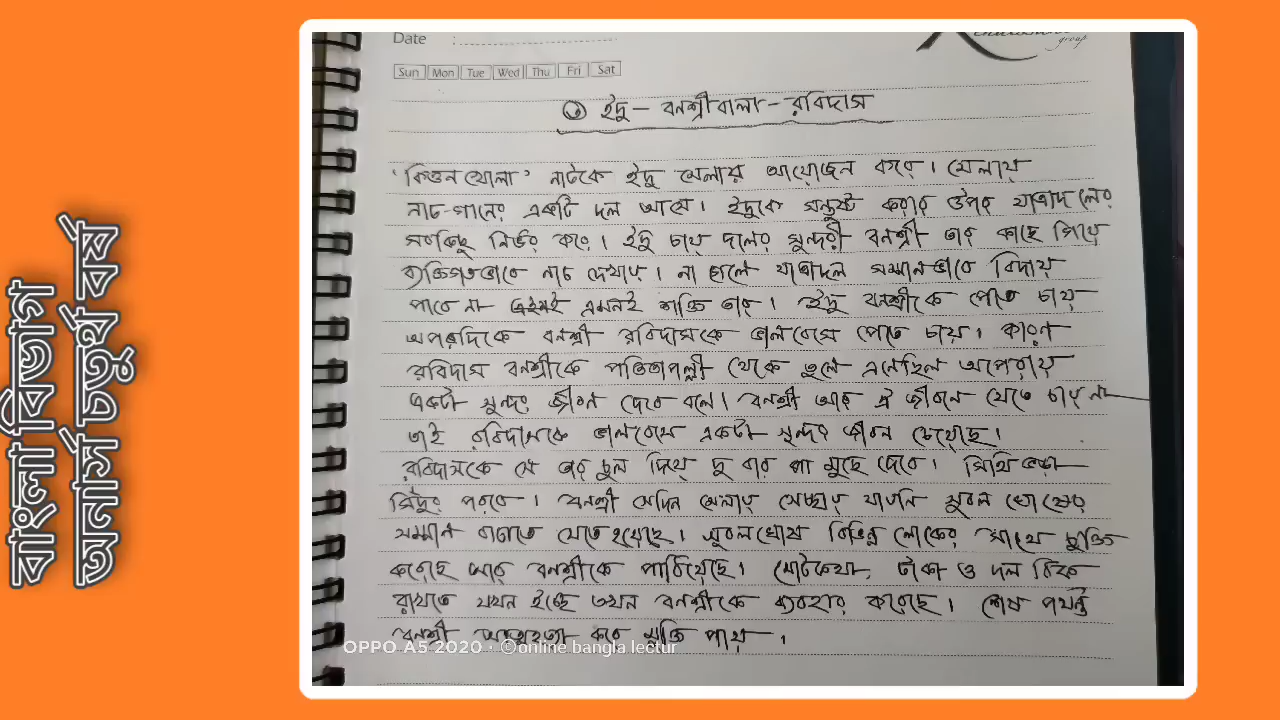 বাংলা বিভাগ
অনার্স চতুর্থ বর্ষ
Date :
group
Sun Mon Tue Wed Thu Fri Sat
৩ ইদু - বনশ্রীবালা - রবিদাস
'কিত্তনখোলা' নাটকে ইদু মেলার আয়োজন করে। মেলায়
নাচ-গানের একটি দল আসে। ইদুকে সন্তুষ্ট করার উপর যাত্রাদলের
সবকিছু নির্ভর করে। ইদু চায় দলের সুন্দরী বনশ্রী তার কাছে গিয়ে
ব্যক্তিগতভাবে নাচ দেখায়। না হলে যাত্রাদল সম্মানভাবে বিদায়
পাবে না এমনই শক্তি তার। ইদু বনশ্রীকে পেতে চায়
অপরদিকে বনশ্রী রবিদাসকে ভালবেসে পেতে চায়। কারণ
রবিদাস বনশ্রীকে পতিতাপল্লী থেকে তুলে এনেছিল অপেরায়
একটা সুন্দর জীবন দেবে বলে। বনশ্রী আর ঐ জীবনে যেতে চায় না
তাই রবিদাসকে ভালবেসে একটা সুন্দর জীবন চেয়েছে।
রবিদাসকে সে তার চুল দিয়ে দু বার পা মুছে দেবে। সিথি ভরা
সিঁদুর পরবে। বনশ্রী সেদিন মেলায় সেচ্ছায় যায়নি সুবল ঘোষের
সম্মান বাচাতে যেতে হয়েছে। সুবলঘোষ বিভিন্ন লোকের সাথে চুক্তি
করেছে আর বনশ্রীকে পাঠিয়েছে। মোটকথা, টাকা ও দল ঠিক
রাখতে যখন ইচ্ছে তখন বনশ্রীকে ব্যবহার করেছে। শেষ পর্যন্ত
বনশ্রী আত্মহত্যা করে মুক্তি পায়।
OPPO A5 2020 · ©online bangla lectur